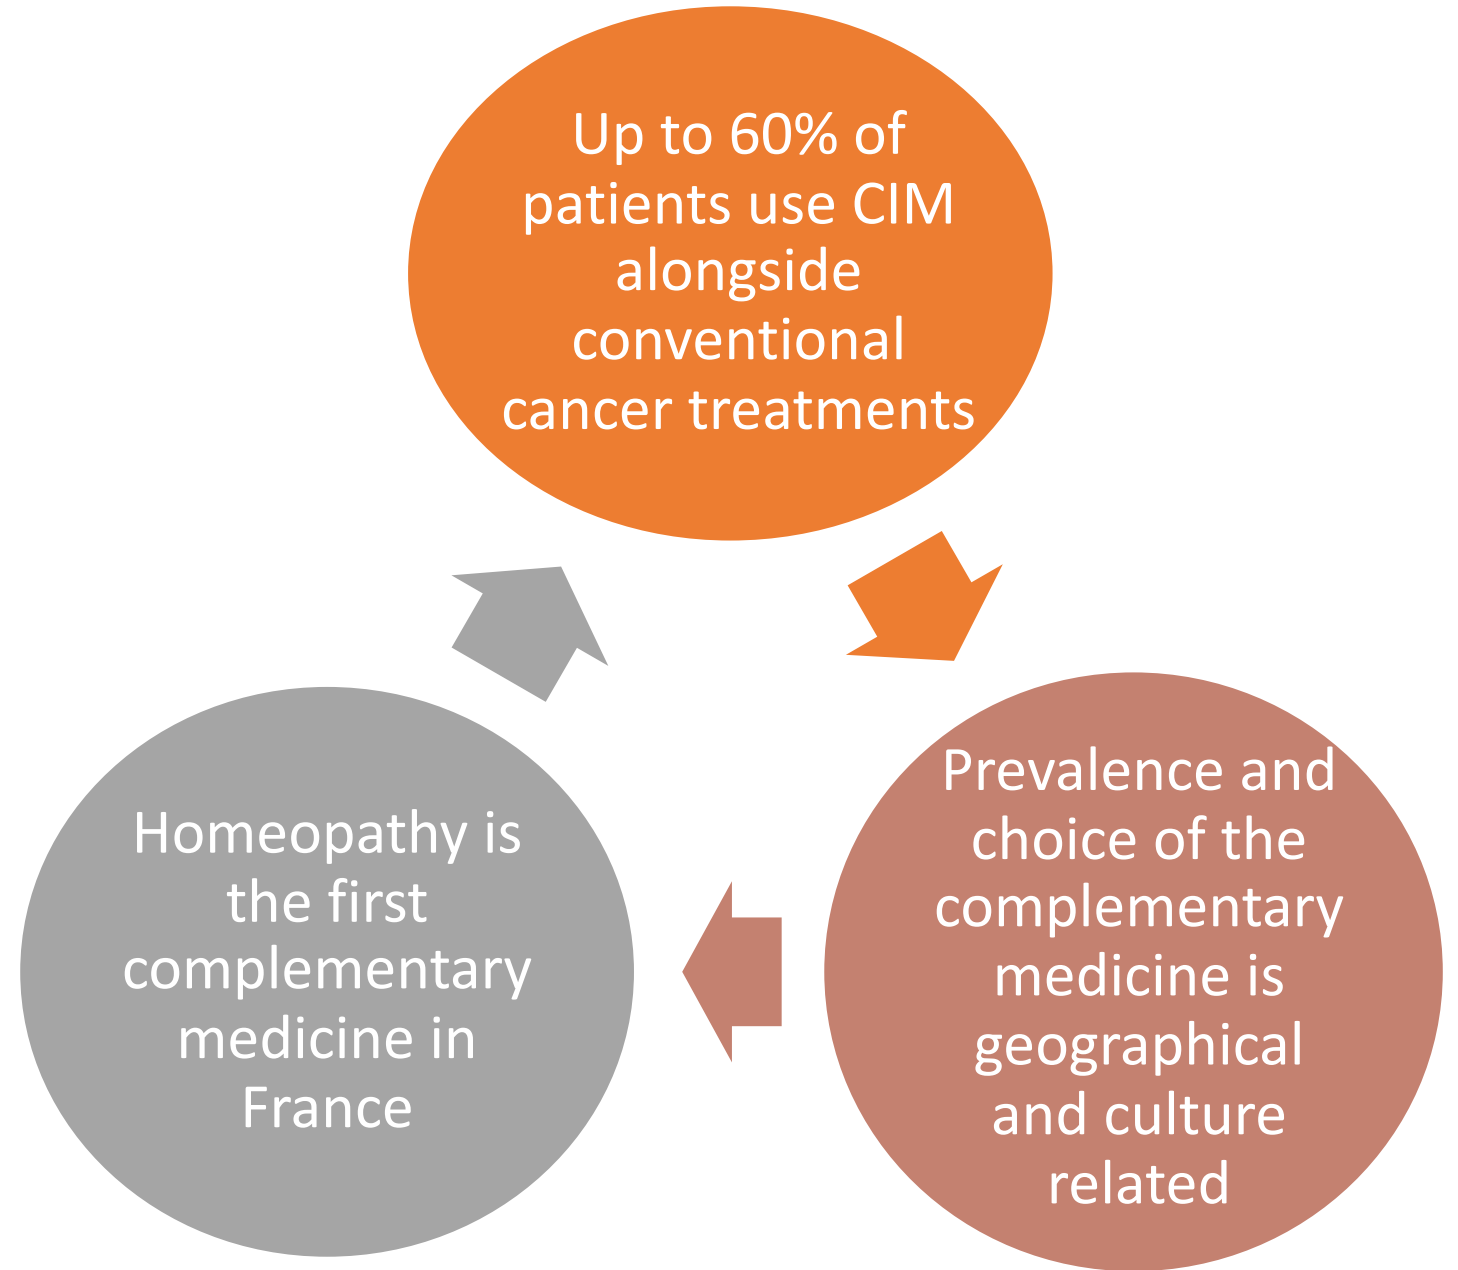 Up to 60% of
patients use CIM
alongside
conventional
cancer treatments
Prevalence and
choice of the
complementary
medicine is
geographical
and culture
related
Homeopathy is
the first
complementary
medicine in
France